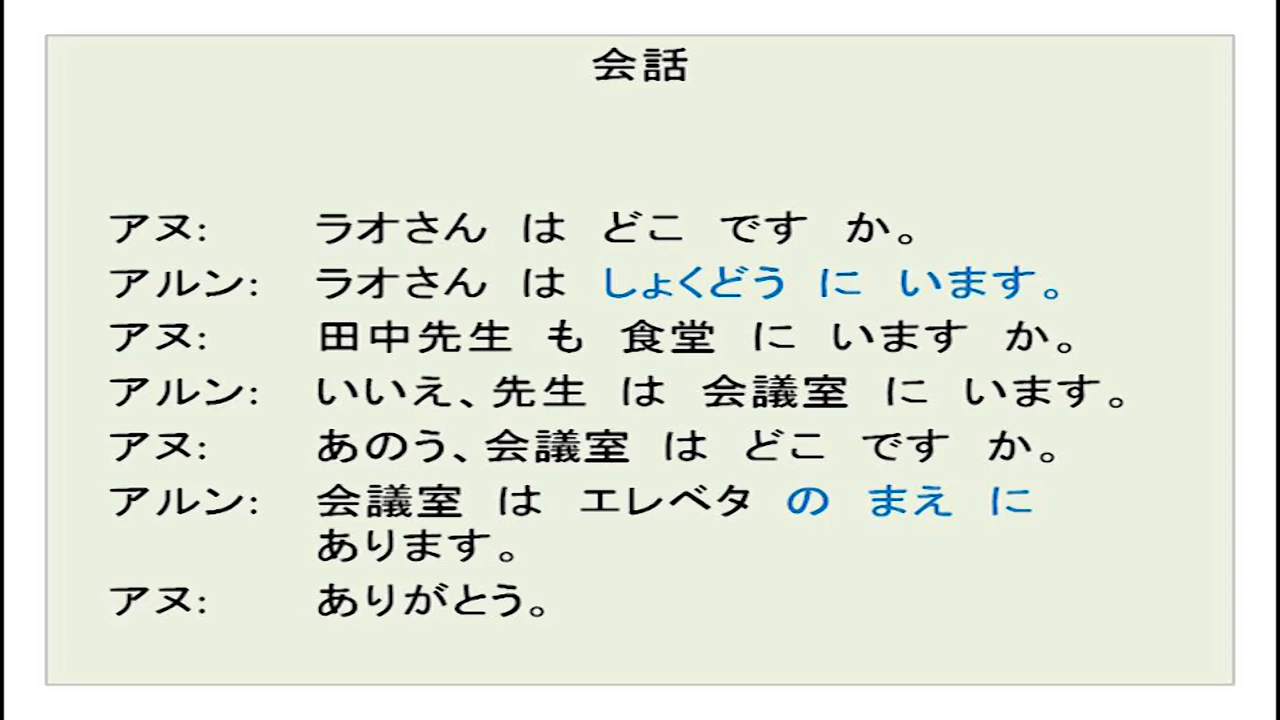 会話
アヌ: ラオさん は どこ です か。
アルン: ラオさん は しょくどう に います。
アヌ: 田中先生 も 食堂 に います か。
アルン: いいえ、先生 は 会議室 に います。
アヌ: あのう、会議室 は どこ です か。
アルン: 会議室 は エレベタ の まえ に
あります。
アヌ: ありがとう。